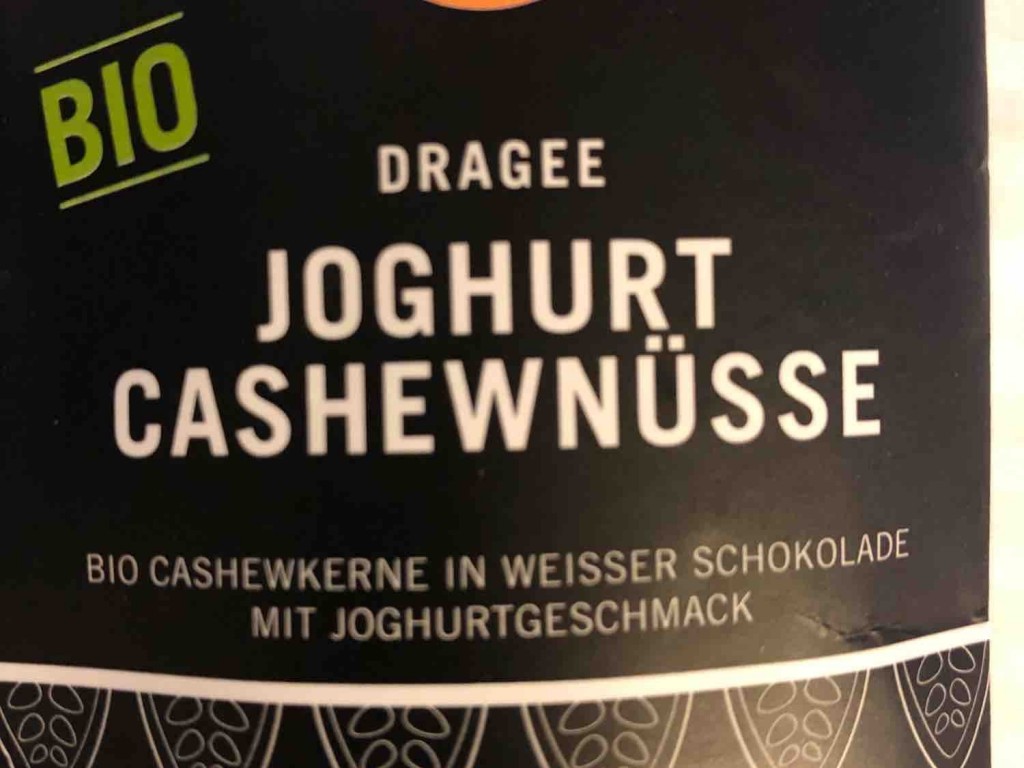 BIO
DRAGEE
JOGHURT
CASHEWNÜSSE
BIO CASHEWKERNE IN WEISSER SCHOKOLADE
MIT JOGHURTGESCHMACK